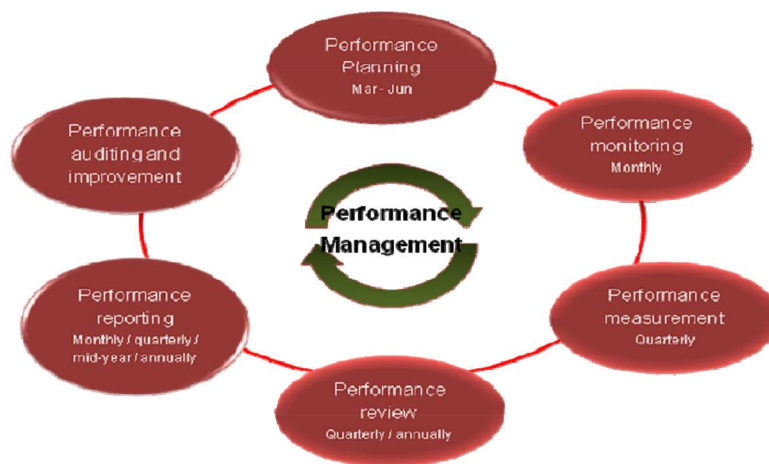 Performance
Planning
Mar - Jun
Performance
monitoring
Monthly
Performance
measurement
Quarterly
Performance
review
Quarterly / annually
Performance
reporting
Monthly / quarterly /
mid-year / annually
Performance
auditing and
improvement
Performance
Management